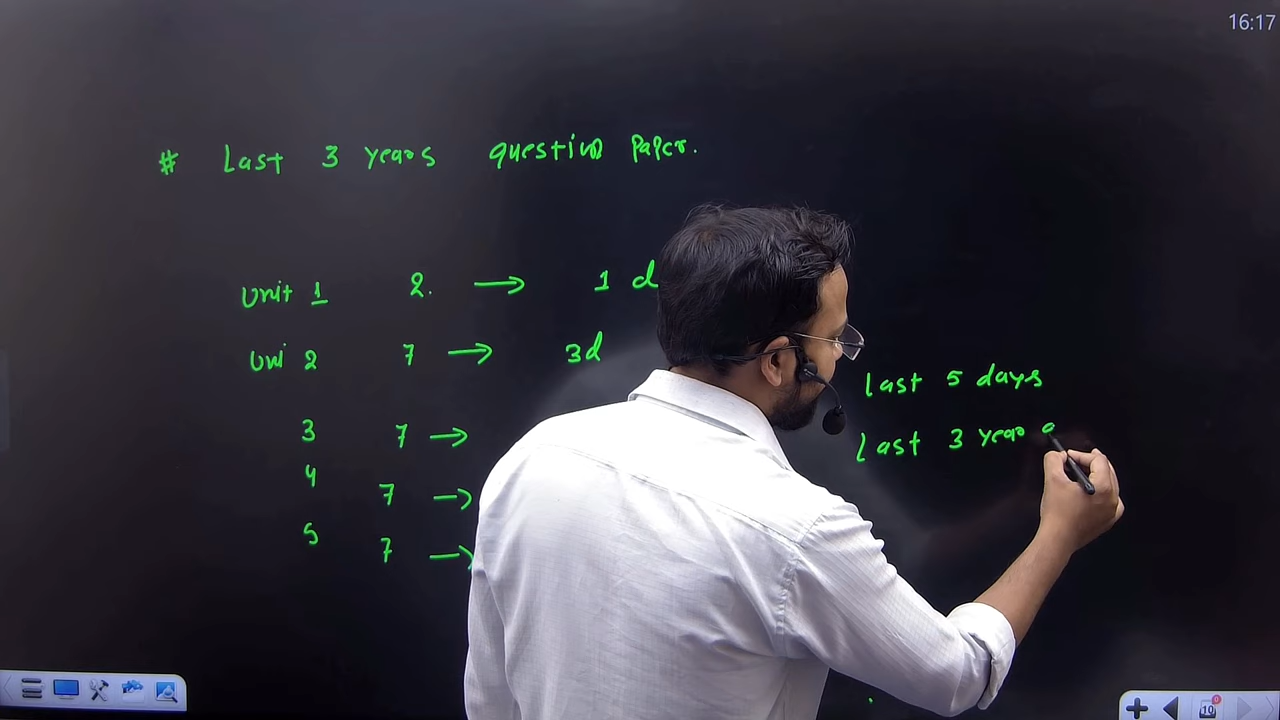 16:17
# Last 3 years question Paper.
Unit 1 2. → 1 d
Uni 2 7 → 3d
3 7 →
4 7 →
5 7 →
last 5 days
last 3 year
10